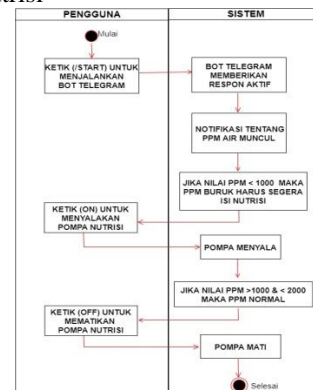 PENGGUNA
SISTEM
Mulai
KETIK (/START) UNTUK
MENJALANKAN
BOT TELEGRAM
BOT TELEGRAM
MEMBERIKAN
RESPON AKTIF
NOTIFIKASI TENTANG
PPM AIR MUNCUL
JIKA NILAI PPM < 1000 MAKA
PPM BURUK HARUS SEGERA
ISI NUTRISI
KETIK (ON) UNTUK
MENYALAKAN
POMPA NUTRISI
POMPA MENYALA
JIKA NILAI PPM >1000 & < 2000
MAKA PPM NORMAL
KETIK (OFF) UNTUK
MEMATIKAN
POMPA NUTRISI
POMPA MATI
Selesai